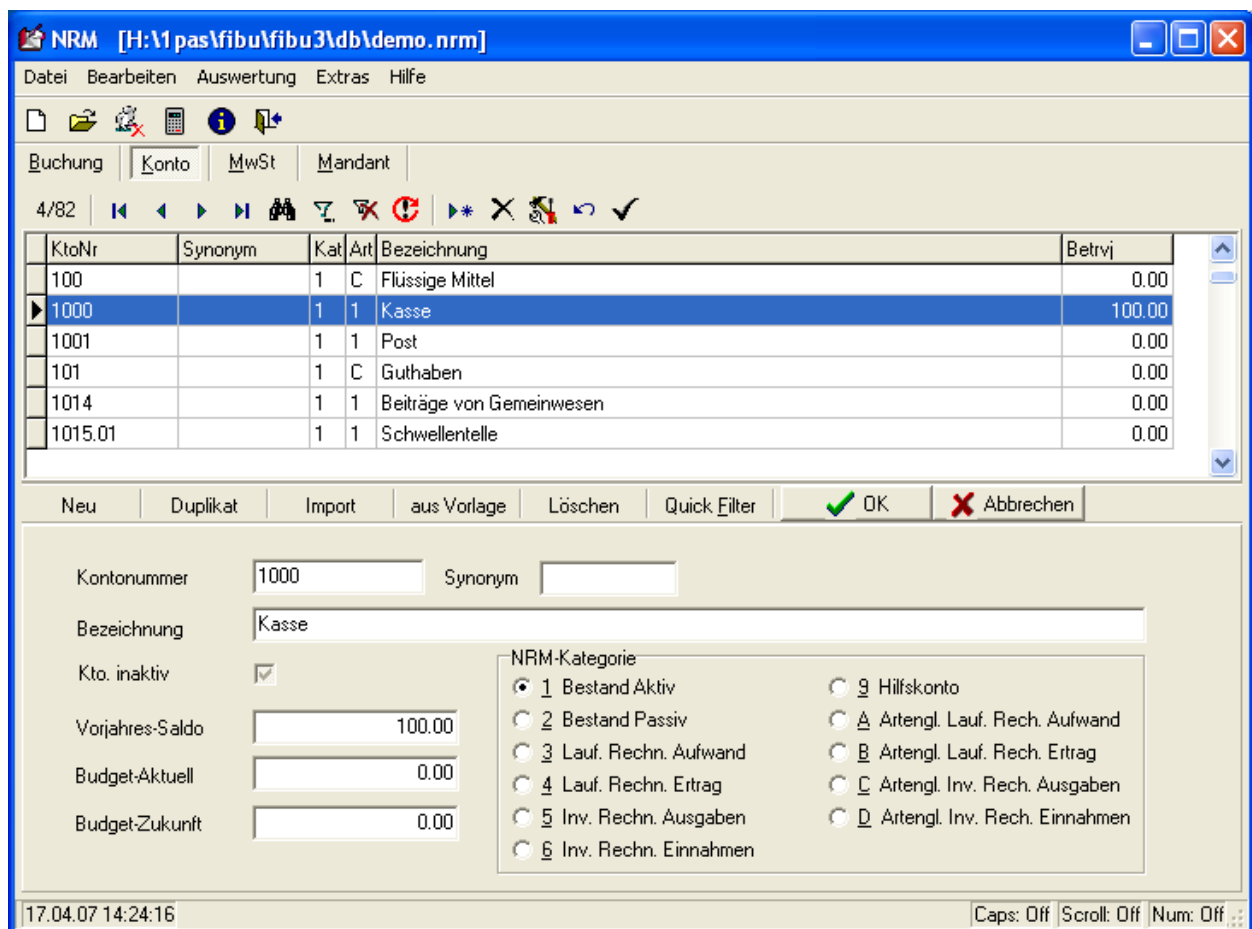 NRM [H:\1pas\fibu\fibu3\db\demo.nrm]
Datei Bearbeiten Auswertung Extras Hilfe
Buchung Konto MwSt Mandant
4/82
KtoNr Synonym Kat Art Bezeichnung Betrvj
100 1 C Flüssige Mittel 0.00
1000 1 1 Kasse 100.00
1001 1 1 Post 0.00
101 1 C Guthaben 0.00
1014 1 1 Beiträge von Gemeinwesen 0.00
1015.01 1 1 Schwellentelle 0.00
Neu Duplikat Import aus Vorlage Löschen Quick Filter OK Abbrechen
Kontonummer 1000 Synonym
Bezeichnung Kasse
Kto. inaktiv
NRM-Kategorie
1 Bestand Aktiv 9 Hilfskonto
Vorjahres-Saldo 100.00
2 Bestand Passiv A Artengl. Lauf. Rech. Aufwand
3 Lauf. Rechn. Aufwand B Artengl. Lauf. Rech. Ertrag
Budget-Aktuell 0.00
4 Lauf. Rechn. Ertrag C Artengl. Inv. Rech. Ausgaben
Budget-Zukunft 0.00
5 Inv. Rechn. Ausgaben D Artengl. Inv. Rech. Einnahmen
6 Inv. Rechn. Einnahmen
17.04.07 14:24:16 Caps: Off Scroll: Off Num: Off